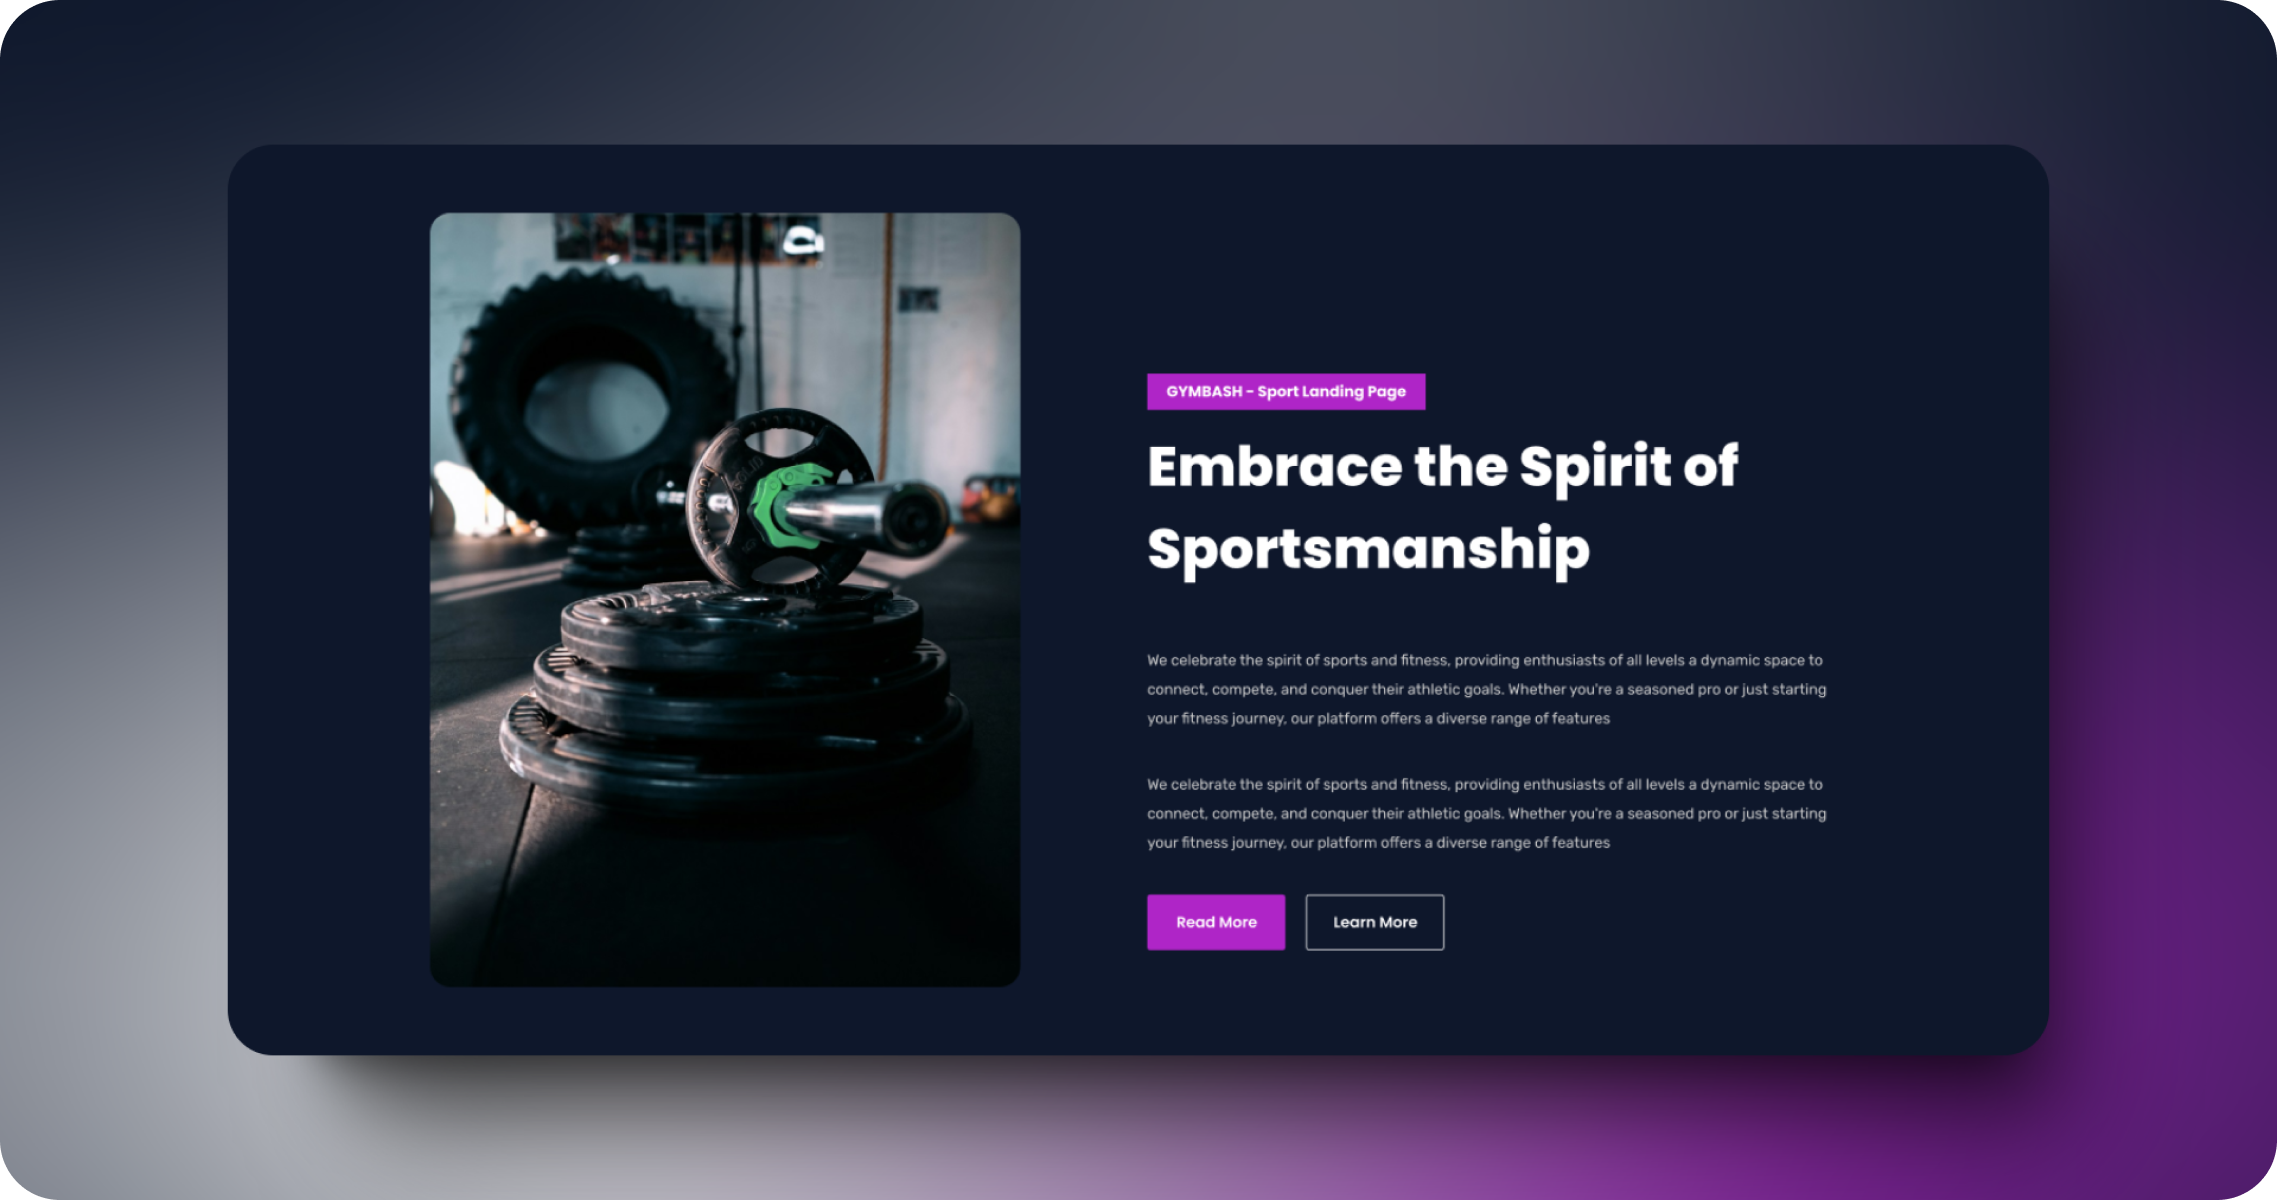 GYMBASH - Sport Landing Page
Embrace the Spirit of
Sportsmanship
We celebrate the spirit of sports and fitness, providing enthusiasts of all levels a dynamic space to
connect, compete, and conquer their athletic goals. Whether you're a seasoned pro or just starting
your fitness journey, our platform offers a diverse range of features
We celebrate the spirit of sports and fitness, providing enthusiasts of all levels a dynamic space to
connect, compete, and conquer their athletic goals. Whether you're a seasoned pro or just starting
your fitness journey, our platform offers a diverse range of features
Read More
Learn More